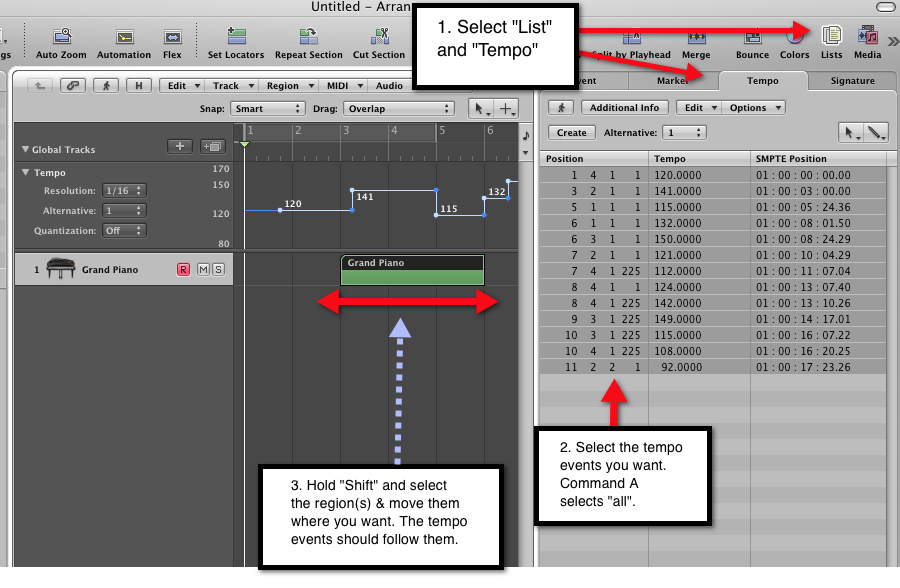 Untitled - Arran
gs
Auto Zoom Automation Flex Set Locators Repeat Section Cut Section Split by Playhead Merge Bounce Colors Lists Media
1. Select "List"
and "Tempo"
Edit Track Region MIDI Audio
H
Snap: Smart Drag: Overlap
1 2 3 4 5 6
Global Tracks
Tempo
Resolution: 1/16
Alternative: 1
Quantization: Off
170
150
120
80
120 141 115 132
1 Grand Piano R M S
Grand Piano
3. Hold "Shift" and select
the region(s) & move them
where you want. The tempo
events should follow them.
vent Marker Tempo Signature
Additional Info Edit Options
Create Alternative: 1
Position Tempo SMPTE Position
1 4 1 1 120.0000 01 : 00 : 00 : 00.00
3 2 1 1 141.0000 01 : 00 : 03 : 00.00
5 1 1 1 115.0000 01 : 00 : 05 : 24.36
6 1 1 1 132.0000 01 : 00 : 08 : 01.50
6 3 1 1 150.0000 01 : 00 : 08 : 24.29
7 2 1 1 121.0000 01 : 00 : 10 : 04.29
7 4 1 225 112.0000 01 : 00 : 11 : 07.04
8 4 1 1 124.0000 01 : 00 : 13 : 07.40
8 4 1 225 142.0000 01 : 00 : 13 : 10.26
9 3 1 225 149.0000 01 : 00 : 14 : 17.01
10 3 1 225 115.0000 01 : 00 : 16 : 07.22
10 4 1 225 108.0000 01 : 00 : 16 : 20.25
11 2 2 1 92.0000 01 : 00 : 17 : 23.26
2. Select the tempo
events you want.
Command A
selects "all".